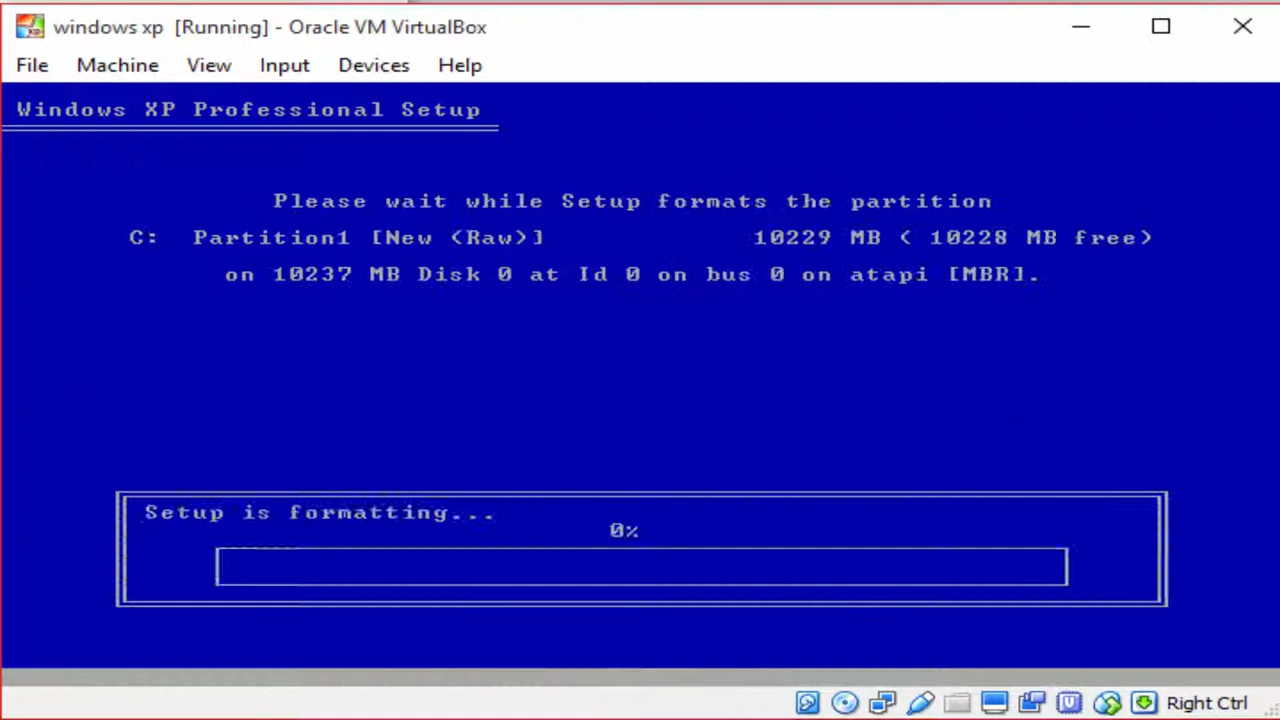 windows xp [Running] - Oracle VM VirtualBox
File Machine View Input Devices Help
Windows XP Professional Setup
Please wait while Setup formats the partition
C: Partition1 [New (Raw)] 10229 MB ( 10228 MB free)
on 10237 MB Disk 0 at Id 0 on bus 0 on atapi [MBR].
Setup is formatting...
0%
Right Ctrl